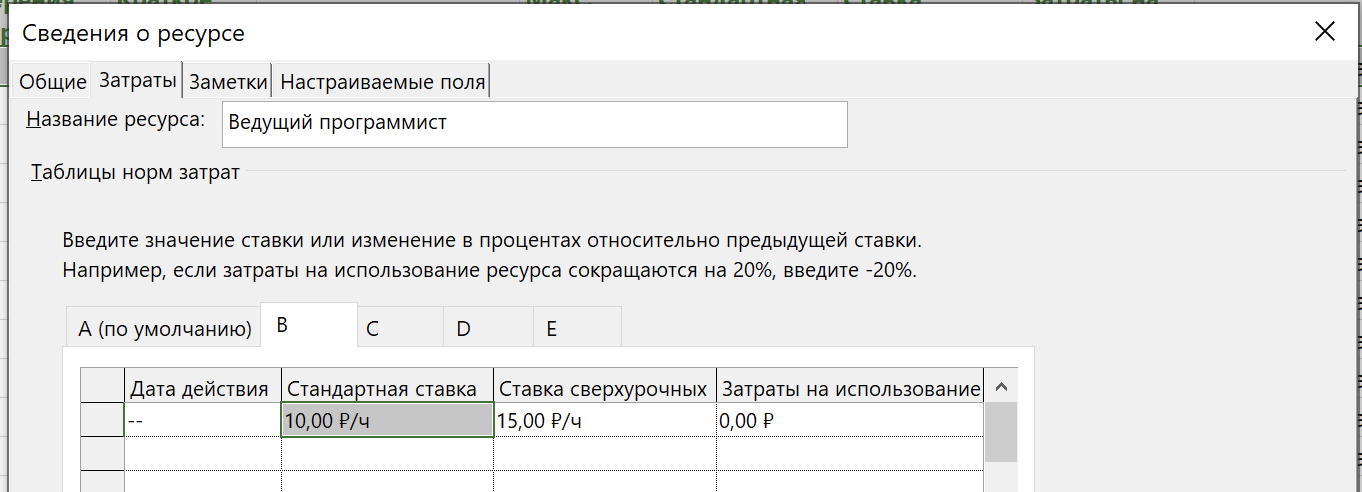 Сведения о ресурсе
Общие Затраты Заметки Настраиваемые поля
Название ресурса: Ведущий программист
Таблицы норм затрат
Введите значение ставки или изменение в процентах относительно предыдущей ставки.
Например, если затраты на использование ресурса сокращаются на 20%, введите -20%.
A (по умолчанию) B C D E
Дата действия Стандартная ставка Ставка сверхурочных Затраты на использование
-- 10,00 ₽/ч 15,00 ₽/ч 0,00 ₽